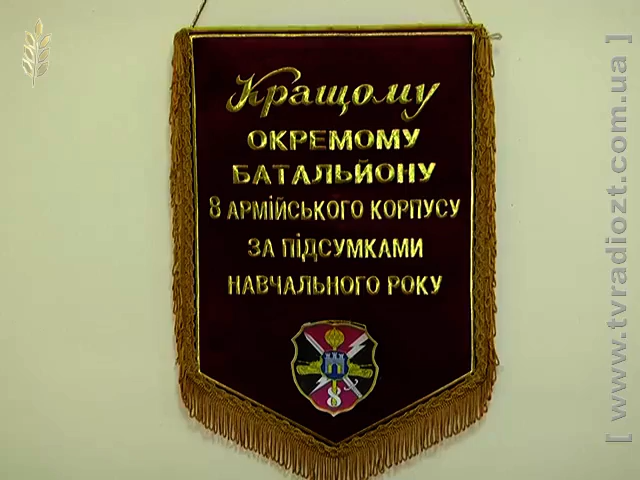 Кращому
ОКРЕМОМУ
БАТАЛЬЙОНУ
8 АРМІЙСЬКОГО КОРПУСУ
ЗА ПІДСУМКАМИ
НАВЧАЛЬНОГО РОКУ
8
[ www.tvradiozt.com.ua ]